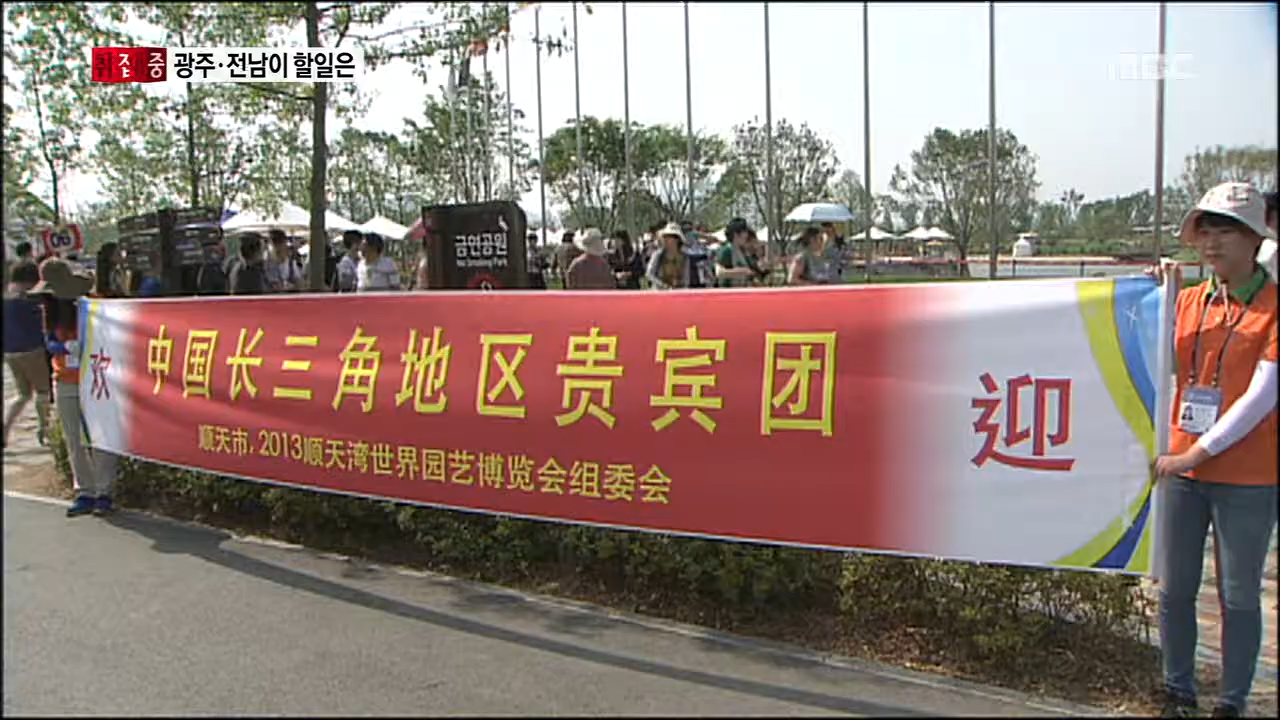 취재집중 광주·전남이 할일은
MBC
금연공원
No Smoking Park
欢 中国长三角地区贵宾团 迎
顺天市, 2013顺天湾世界园艺博览会组委会